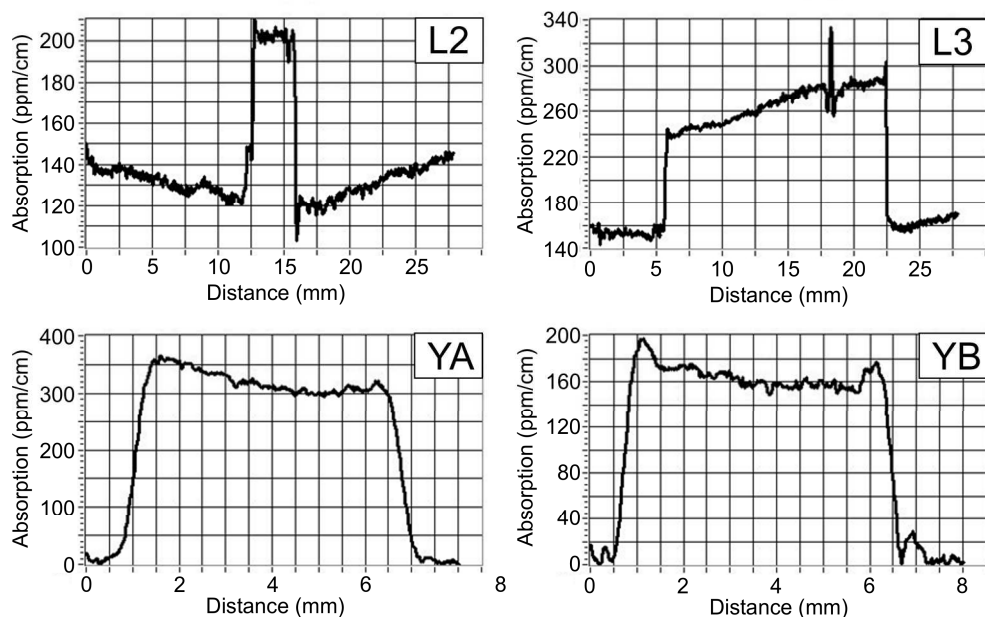 L2
Absorption (ppm/cm)
200
180
160
140
120
100
0 5 10 15 20 25
Distance (mm)
L3
Absorption (ppm/cm)
340
300
260
220
180
140
0 5 10 15 20 25
Distance (mm)
YA
Absorption (ppm/cm)
400
300
200
100
0
0 2 4 6 8
Distance (mm)
YB
Absorption (ppm/cm)
200
160
120
80
40
0
0 2 4 6 8
Distance (mm)